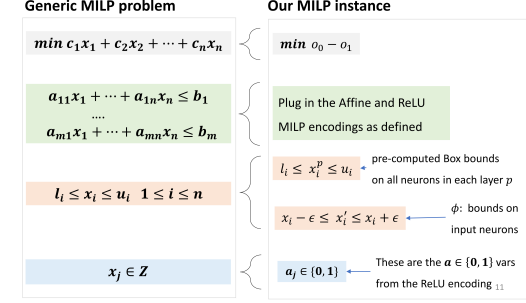 Generic MILP problem
min c₁x₁ + c₂x₂ + ⋯ + cₙxₙ
a₁₁x₁ + ⋯ + a₁ₙxₙ ≤ b₁
....
aₘ₁x₁ + ⋯ + aₘₙxₙ ≤ bₘ
lᵢ ≤ xᵢ ≤ uᵢ 1 ≤ i ≤ n
xⱼ ∈ Z
Our MILP instance
min o₀ − o₁
Plug in the Affine and ReLU
MILP encodings as defined
lᵢ ≤ xᵢᵖ ≤ uᵢ
pre-computed Box bounds
on all neurons in each layer p
xᵢ − ϵ ≤ xᵢ′ ≤ xᵢ + ϵ
ϕ: bounds on
input neurons
aⱼ ∈ {0, 1}
These are the a ∈ {0, 1} vars
from the ReLU encoding
11